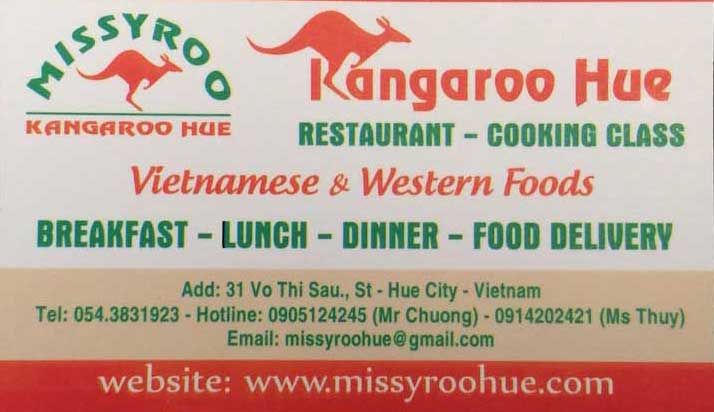 MISSYROO
KANGAROO HUE
Kangaroo Hue
RESTAURANT - COOKING CLASS
Vietnamese & Western Foods
BREAKFAST - LUNCH - DINNER - FOOD DELIVERY
Add: 31 Vo Thi Sau., St - Hue City - Vietnam
Tel: 054.3831923 - Hotline: 0905124245 (Mr Chuong) - 0914202421 (Ms Thuy)
Email: missyroohue@gmail.com
website: www.missyroohue.com